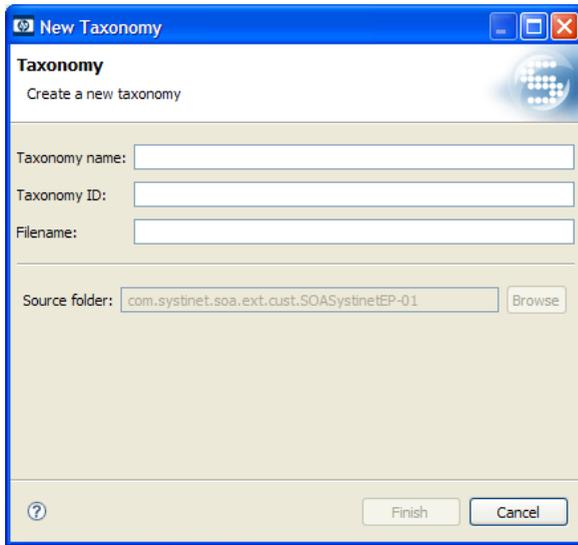 New Taxonomy
Taxonomy
Create a new taxonomy
Taxonomy name:
Taxonomy ID:
Filename:
Source folder: com.systinet.soa.ext.cust.SOASystinetEP-01 Browse
? Finish Cancel